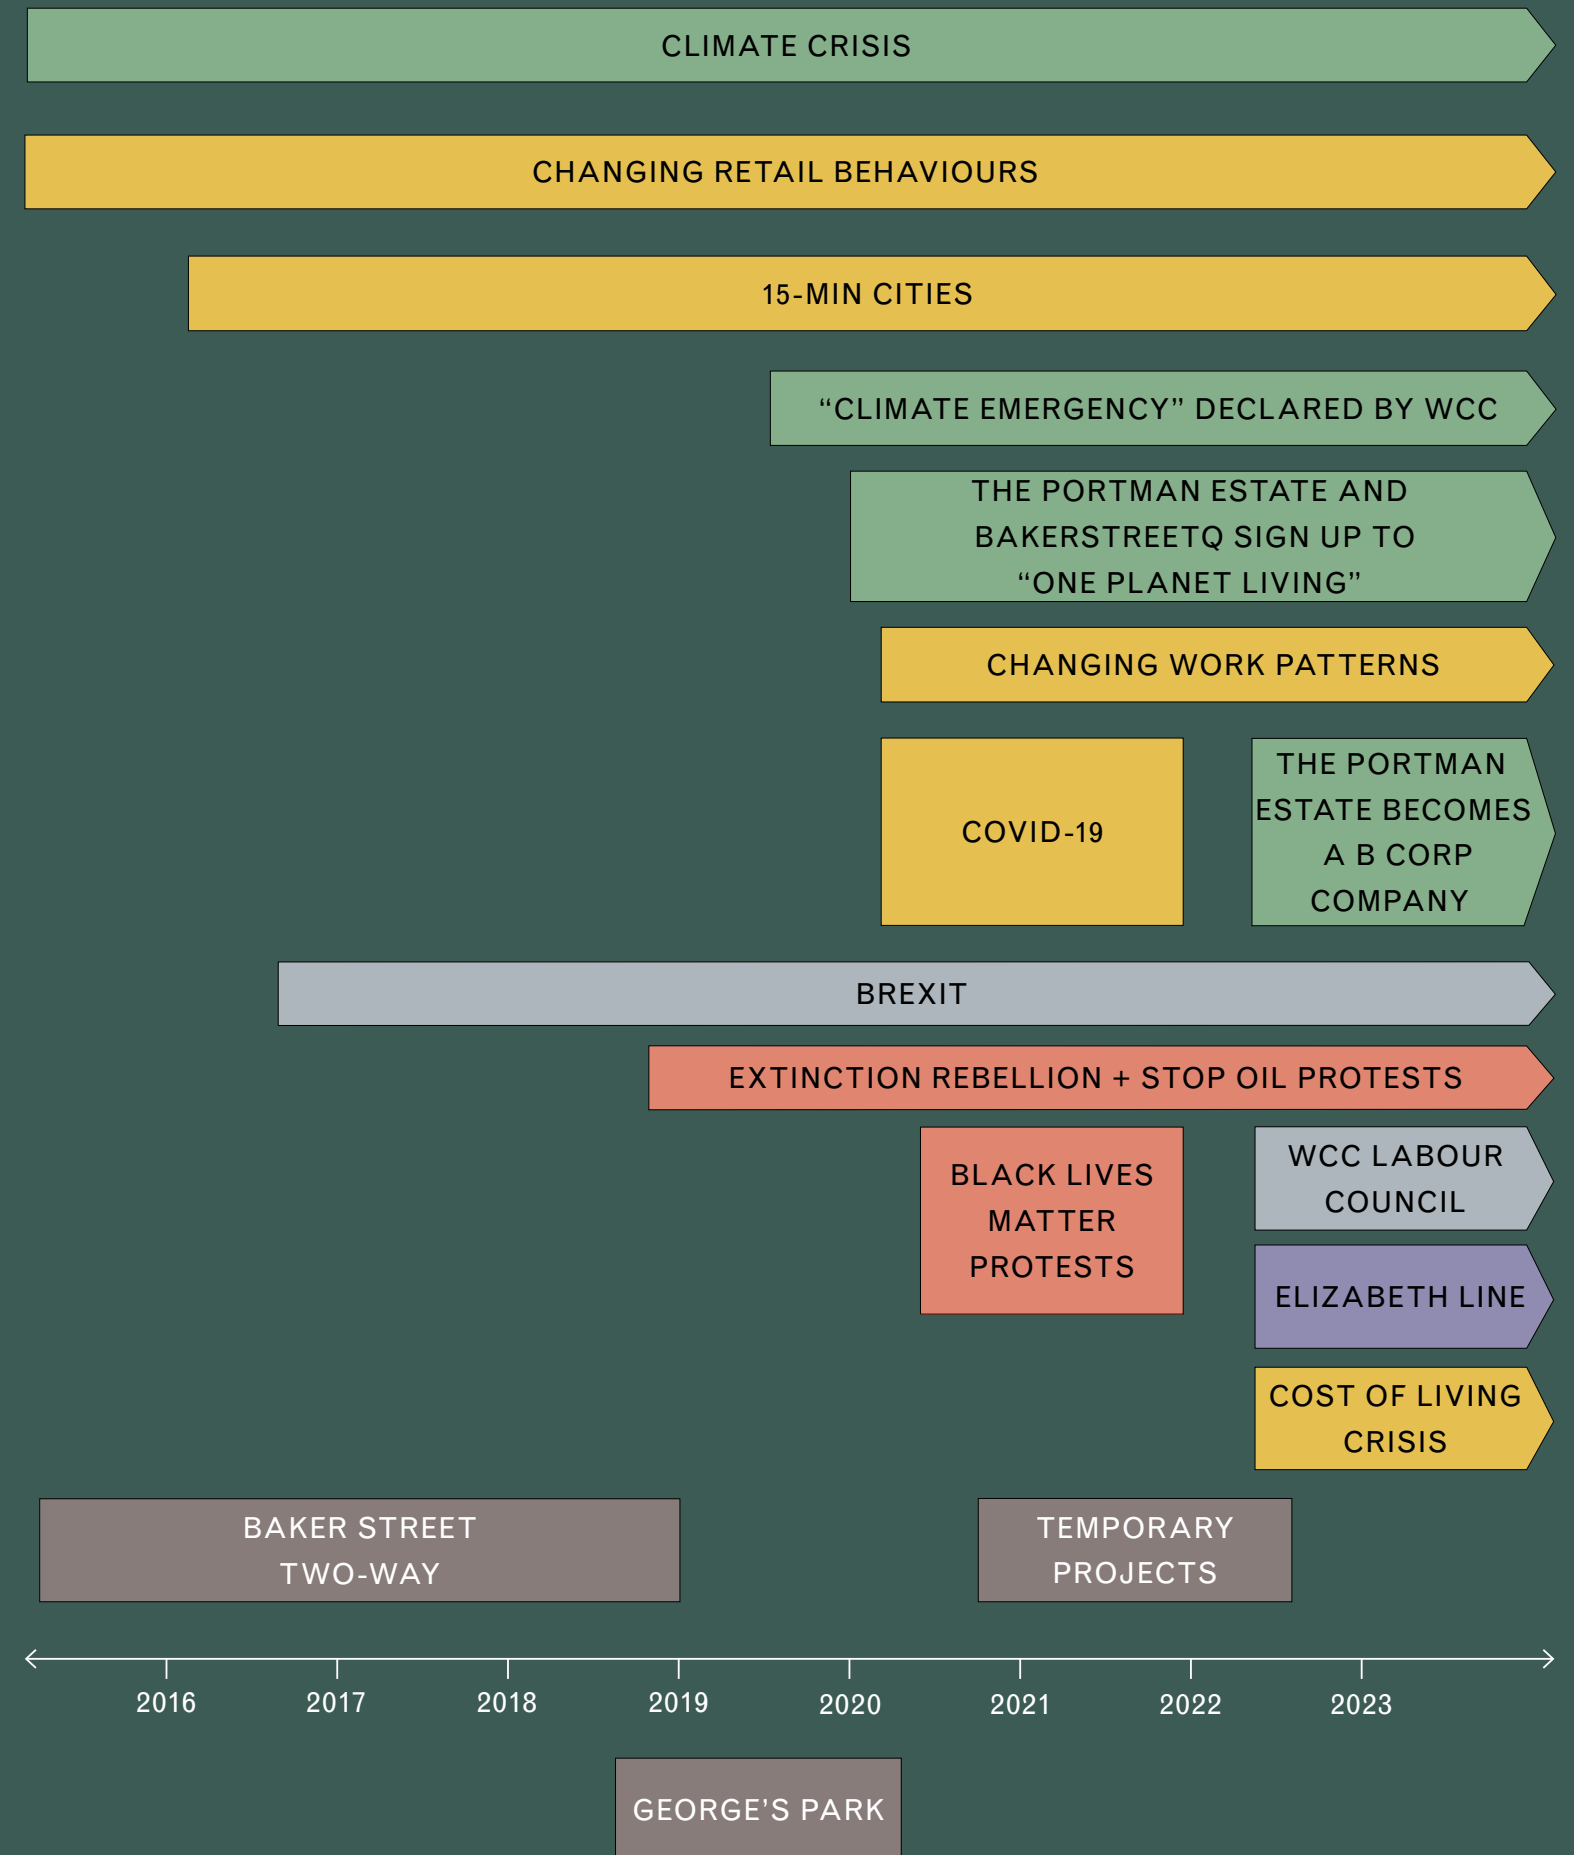 CLIMATE CRISIS
CHANGING RETAIL BEHAVIOURS
15-MIN CITIES
“CLIMATE EMERGENCY” DECLARED BY WCC
THE PORTMAN ESTATE AND
BAKERSTREETQ SIGN UP TO
“ONE PLANET LIVING”
CHANGING WORK PATTERNS
COVID-19
THE PORTMAN
ESTATE BECOMES
A B CORP
COMPANY
BREXIT
EXTINCTION REBELLION + STOP OIL PROTESTS
BLACK LIVES
MATTER
PROTESTS
WCC LABOUR
COUNCIL
ELIZABETH LINE
COST OF LIVING
CRISIS
BAKER STREET
TWO-WAY
TEMPORARY
PROJECTS
2016 2017 2018 2019 2020 2021 2022 2023
GEORGE’S PARK